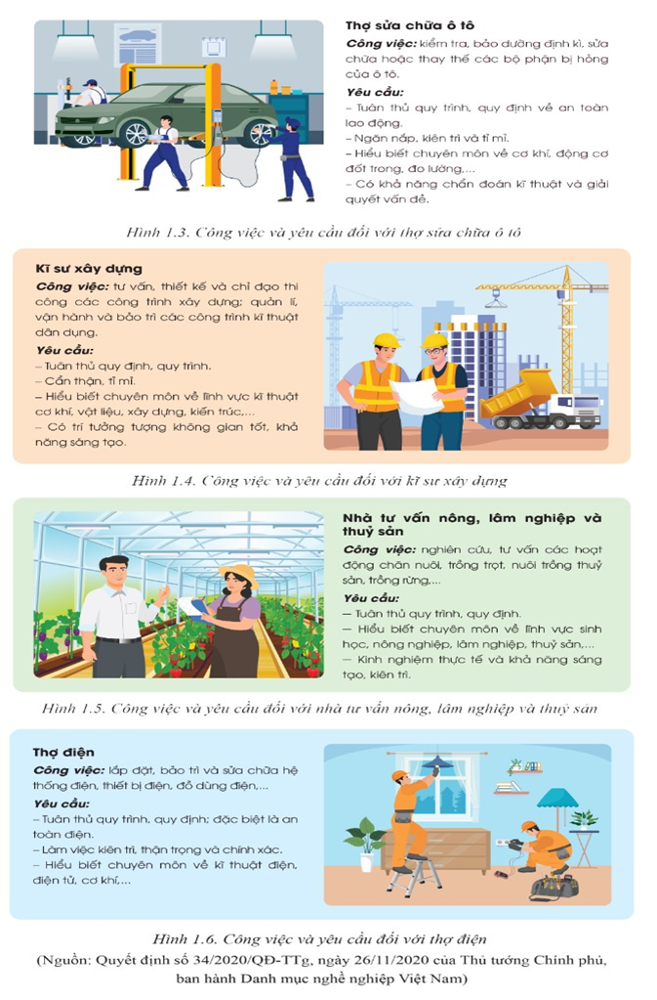 Thợ sửa chữa ô tô
Công việc: kiểm tra, bảo dưỡng định kì, sửa
chữa hoặc thay thế các bộ phận bị hỏng
của ô tô.
Yêu cầu:
– Tuân thủ quy trình, quy định về an toàn
lao động.
– Ngăn nắp, kiên trì và tỉ mỉ.
– Hiểu biết chuyên môn về cơ khí, động cơ
đốt trong, đo lường,...
– Có khả năng chẩn đoán kĩ thuật và giải
quyết vấn đề.
Hình 1.3. Công việc và yêu cầu đối với thợ sửa chữa ô tô
Kĩ sư xây dựng
Công việc: tư vấn, thiết kế và chỉ đạo thi
công các công trình xây dựng; quản lí,
vận hành và bảo trì các công trình kĩ thuật
dân dụng.
Yêu cầu:
– Tuân thủ quy định, quy trình.
– Cẩn thận, tỉ mỉ.
– Hiểu biết chuyên môn về lĩnh vực kĩ thuật
cơ khí, vật liệu, xây dựng, kiến trúc,...
– Có trí tưởng tượng không gian tốt, khả
năng sáng tạo.
Hình 1.4. Công việc và yêu cầu đối với kĩ sư xây dựng
Nhà tư vấn nông, lâm nghiệp và
thuỷ sản
Công việc: nghiên cứu, tư vấn các hoạt
động chăn nuôi, trồng trọt, nuôi trồng thuỷ
sản, trồng rừng,...
Yêu cầu:
– Tuân thủ quy trình, quy định.
– Hiểu biết chuyên môn về lĩnh vực sinh
học, nông nghiệp, lâm nghiệp, thuỷ sản,...
– Kinh nghiệm thực tế và khả năng sáng
tạo, kiên trì.
Hình 1.5. Công việc và yêu cầu đối với nhà tư vấn nông, lâm nghiệp và thuỷ sản
Thợ điện
Công việc: lắp đặt, bảo trì và sửa chữa hệ
thống điện, thiết bị điện, đồ dùng điện,...
Yêu cầu:
– Tuân thủ quy trình, quy định; đặc biệt là an
toàn điện.
– Làm việc kiên trì, thận trọng và chính xác.
– Hiểu biết chuyên môn về kĩ thuật điện,
điện tử, cơ khí,...
Hình 1.6. Công việc và yêu cầu đối với thợ điện
(Nguồn: Quyết định số 34/2020/QĐ-TTg, ngày 26/11/2020 của Thủ tướng Chính phủ,
ban hành Danh mục nghề nghiệp Việt Nam)